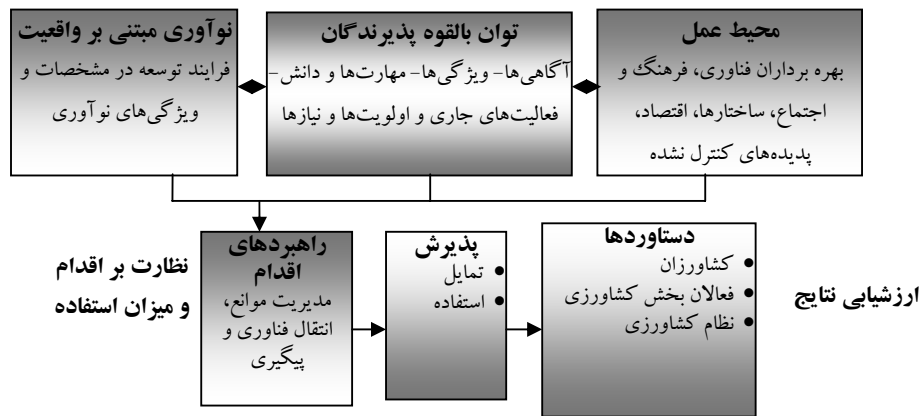 محیط عمل
بهره برداران فناوری، فرهنگ و
اجتماع، ساختارها، اقتصاد،
پدیده‌های کنترل نشده
توان بالقوه پذیرندگان
آگاهی‌ها- ویژگی‌ها- مهارت‌ها و دانش-
فعالیت‌های جاری و اولویت‌ها و نیازها
نوآوری مبتنی بر واقعیت
فرایند توسعه در مشخصات و
ویژگی‌های نوآوری
نظارت بر اقدام
و میزان استفاده
راهبردهای
اقدام
مدیریت موانع،
انتقال فناوری و
پیگیری
پذیرش
• تمایل
• استفاده
دستاوردها
• کشاورزان
• فعالان بخش کشاورزی
• نظام کشاورزی
ارزشیابی نتایج